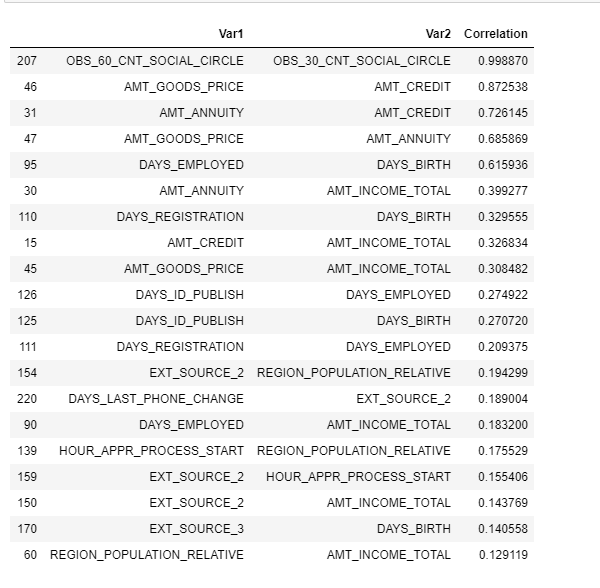 Var1 Var2 Correlation
207 OBS_60_CNT_SOCIAL_CIRCLE OBS_30_CNT_SOCIAL_CIRCLE 0.998870
46 AMT_GOODS_PRICE AMT_CREDIT 0.872538
31 AMT_ANNUITY AMT_CREDIT 0.726145
47 AMT_GOODS_PRICE AMT_ANNUITY 0.685869
95 DAYS_EMPLOYED DAYS_BIRTH 0.615936
30 AMT_ANNUITY AMT_INCOME_TOTAL 0.399277
110 DAYS_REGISTRATION DAYS_BIRTH 0.329555
15 AMT_CREDIT AMT_INCOME_TOTAL 0.326834
45 AMT_GOODS_PRICE AMT_INCOME_TOTAL 0.308482
126 DAYS_ID_PUBLISH DAYS_EMPLOYED 0.274922
125 DAYS_ID_PUBLISH DAYS_BIRTH 0.270720
111 DAYS_REGISTRATION DAYS_EMPLOYED 0.209375
154 EXT_SOURCE_2 REGION_POPULATION_RELATIVE 0.194299
220 DAYS_LAST_PHONE_CHANGE EXT_SOURCE_2 0.189004
90 DAYS_EMPLOYED AMT_INCOME_TOTAL 0.183200
139 HOUR_APPR_PROCESS_START REGION_POPULATION_RELATIVE 0.175529
159 EXT_SOURCE_2 HOUR_APPR_PROCESS_START 0.155406
150 EXT_SOURCE_2 AMT_INCOME_TOTAL 0.143769
170 EXT_SOURCE_3 DAYS_BIRTH 0.140558
60 REGION_POPULATION_RELATIVE AMT_INCOME_TOTAL 0.129119